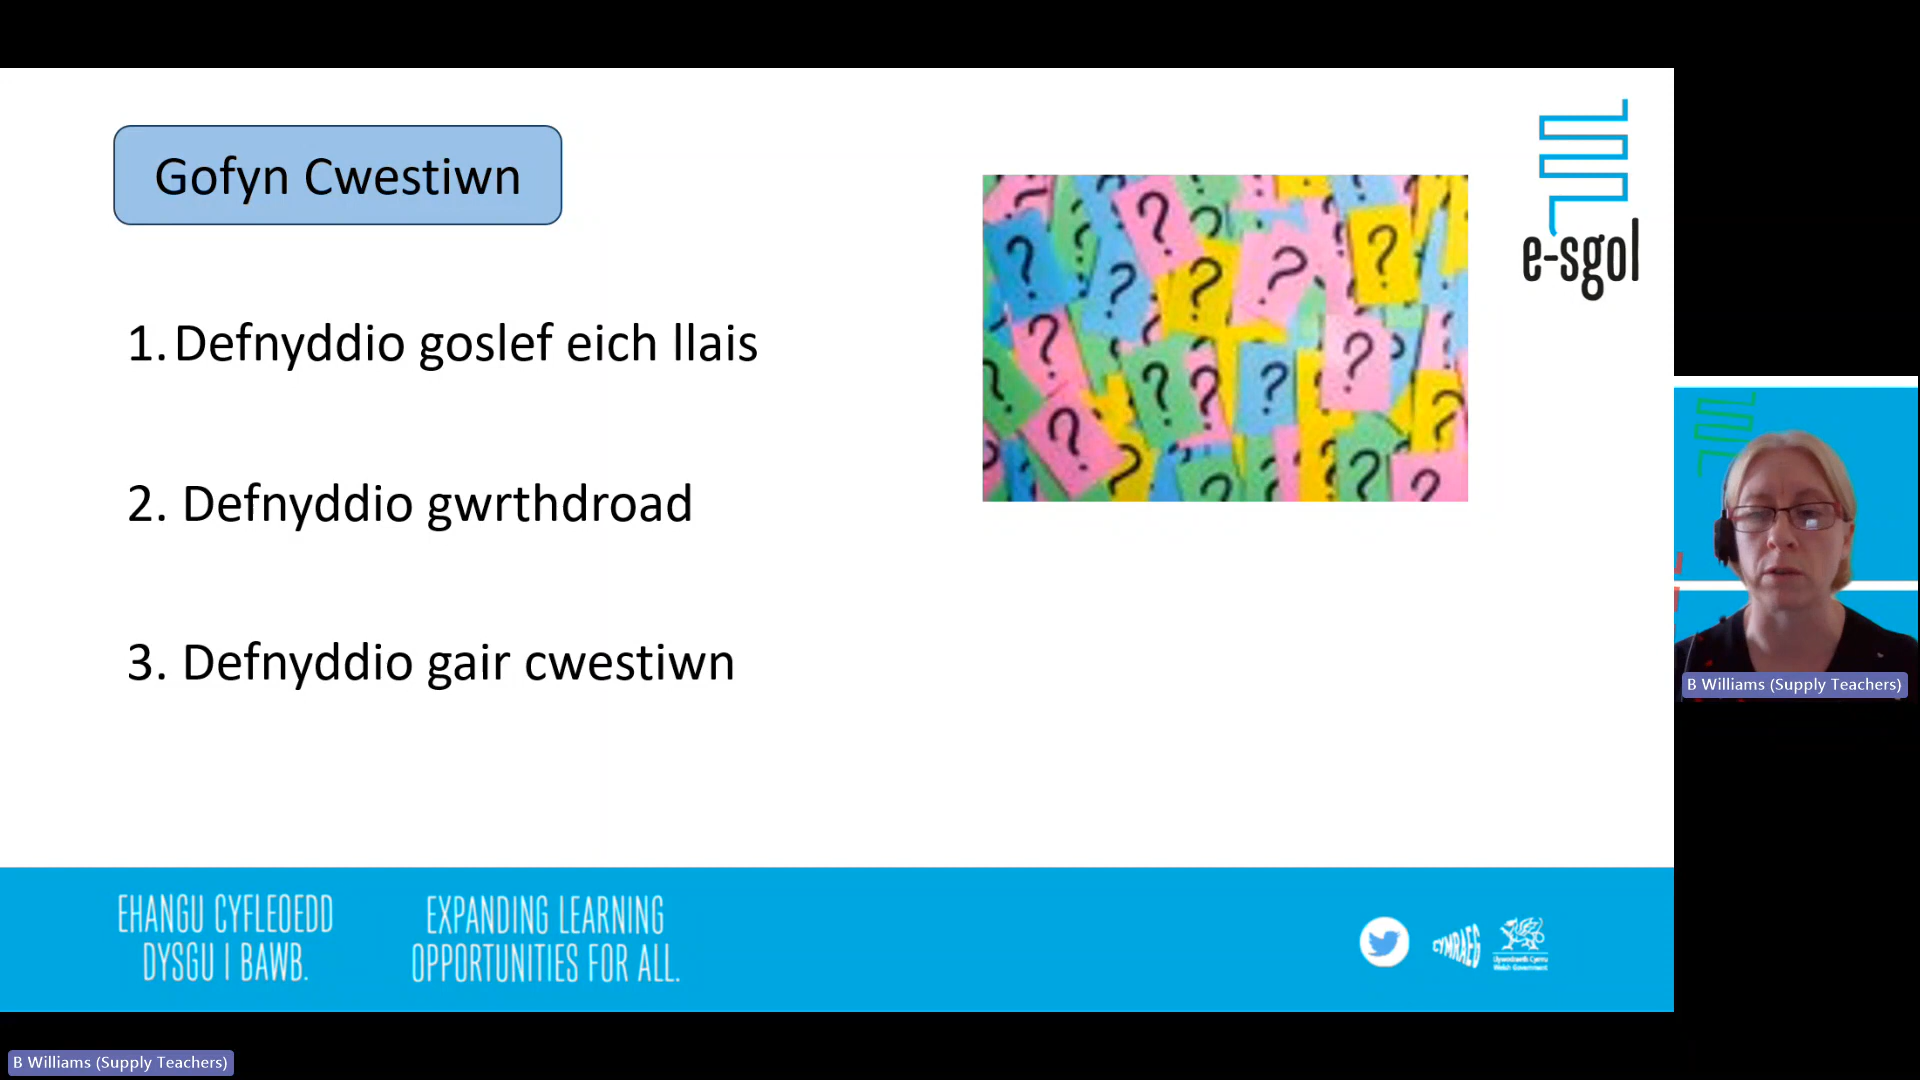 Gofyn Cwestiwn
1. Defnyddio goslef eich llais
2. Defnyddio gwrthdroad
3. Defnyddio gair cwestiwn
e-sgol
EHANGU CYFLEOEDD
DYSGU I BAWB.
EXPANDING LEARNING
OPPORTUNITIES FOR ALL.
CYMRAEG
Llywodraeth Cymru
Welsh Government
B Williams (Supply Teachers)
B Williams (Supply Teachers)